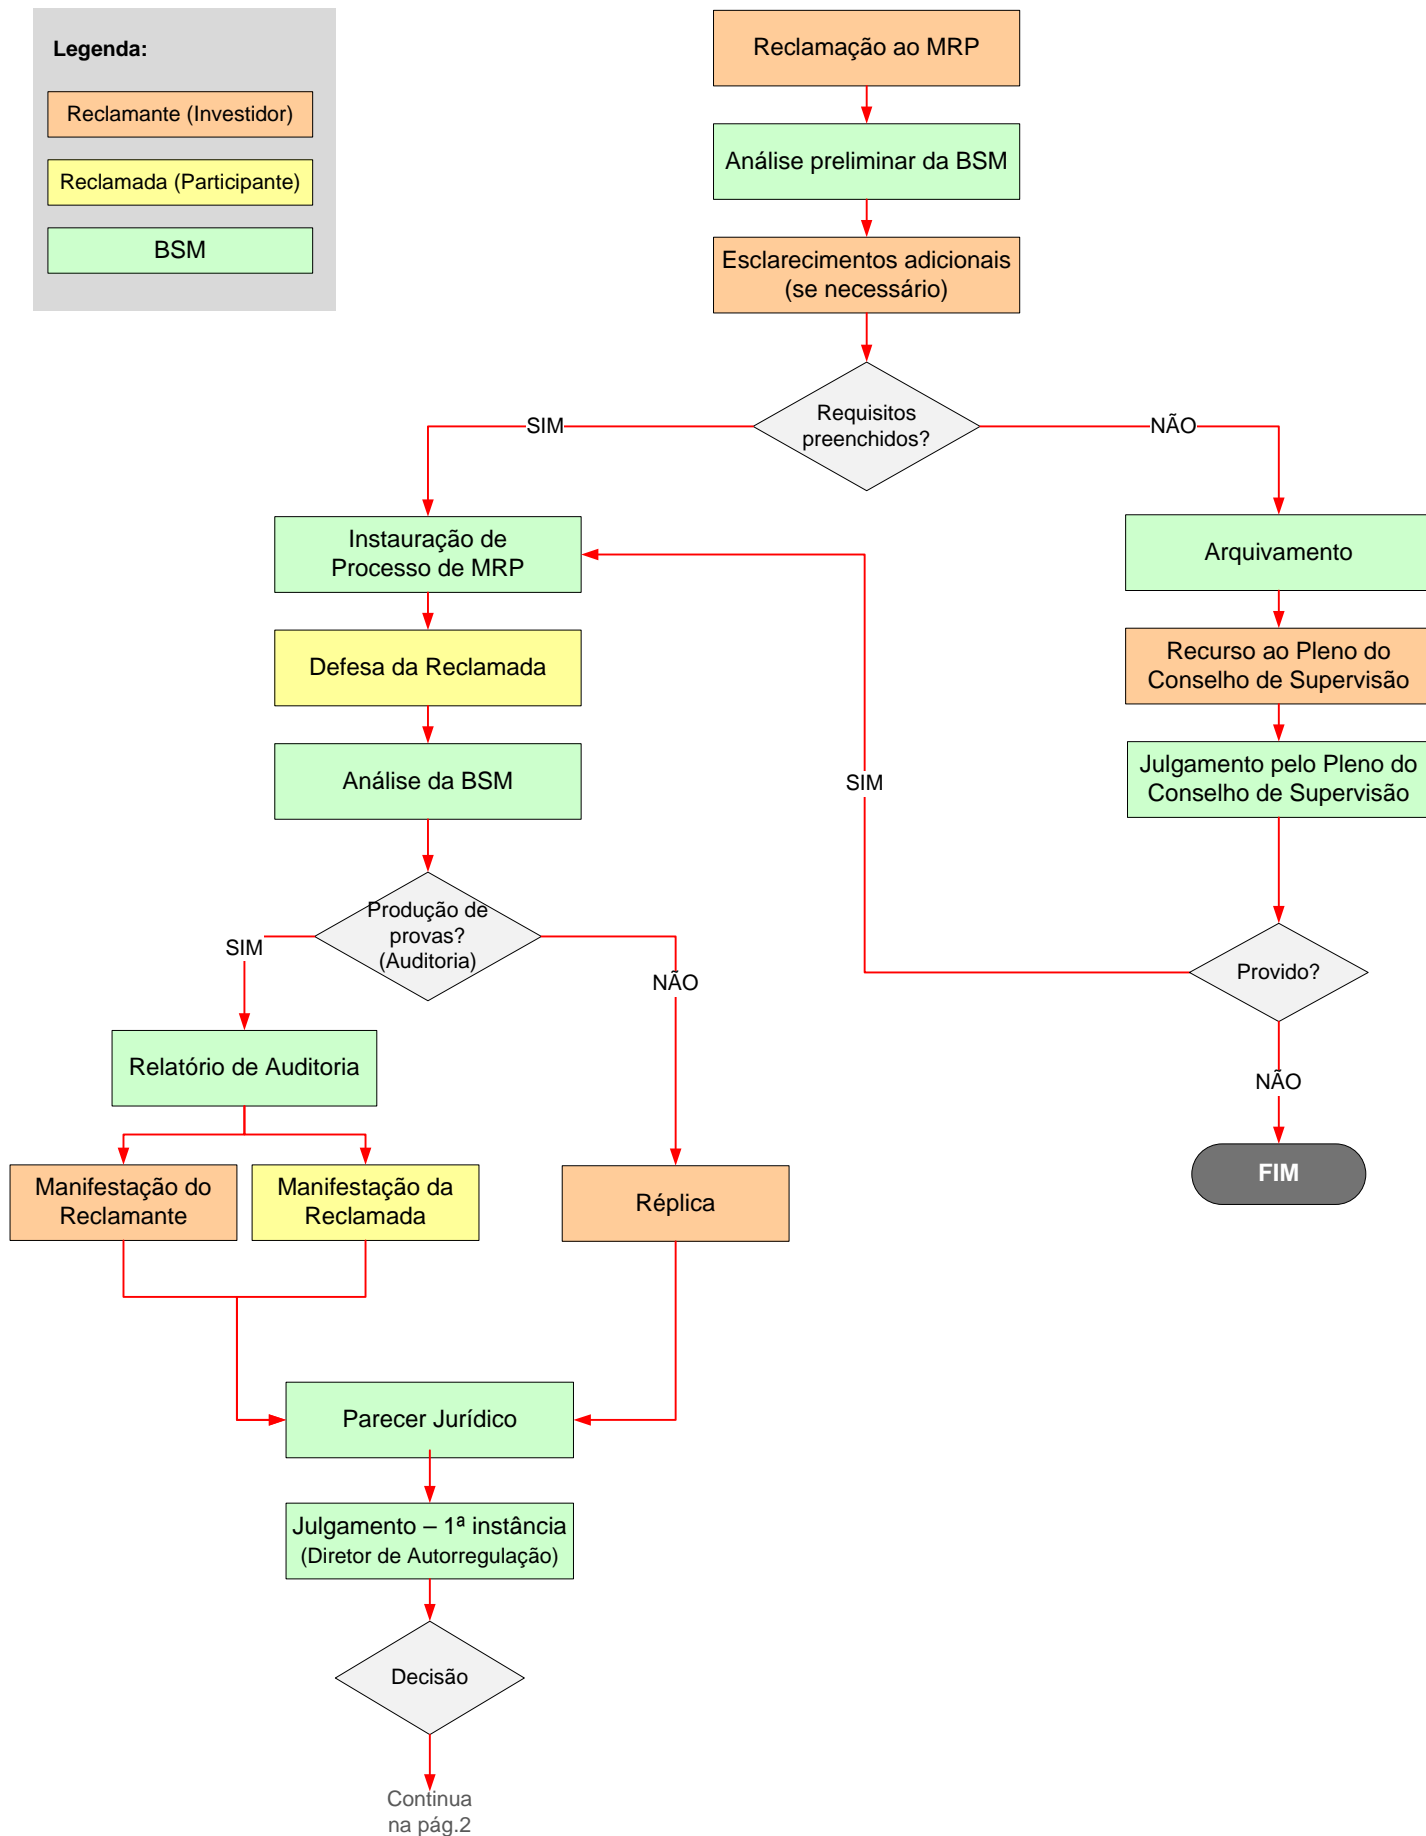 Legenda:
Reclamante (Investidor)
Reclamada (Participante)
BSM
Reclamação ao MRP
Análise preliminar da BSM
Esclarecimentos adicionais
(se necessário)
Requisitos
preenchidos?
SIM
NÃO
Instauração de
Processo de MRP
Arquivamento
Defesa da Reclamada
Recurso ao Pleno do
Conselho de Supervisão
Análise da BSM
SIM
Julgamento pelo Pleno do
Conselho de Supervisão
Produção de
provas?
(Auditoria)
SIM
NÃO
Provido?
Relatório de Auditoria
NÃO
Manifestação do
Reclamante
Manifestação da
Reclamada
Réplica
FIM
Parecer Jurídico
Julgamento – 1ª instância
(Diretor de Autorregulação)
Decisão
Continua
na pág.2